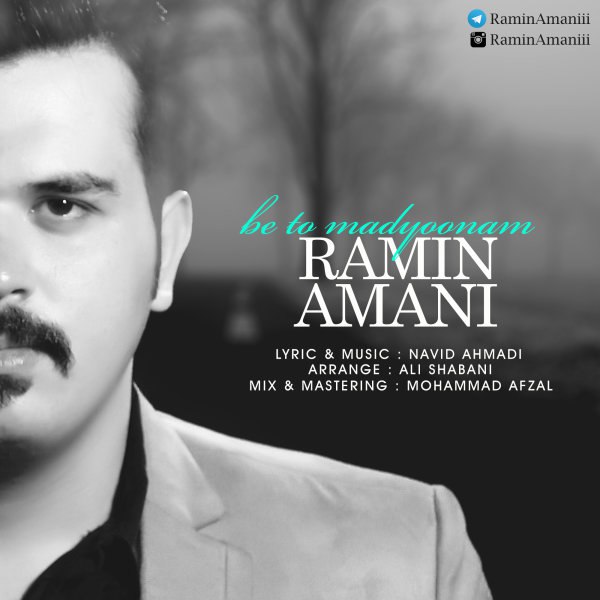 RaminAmaniii
RaminAmaniii
be to madyoonam
RAMIN
AMANI
LYRIC & MUSIC : NAVID AHMADI
ARRANGE : ALI SHABANI
MIX & MASTERING : MOHAMMAD AFZAL